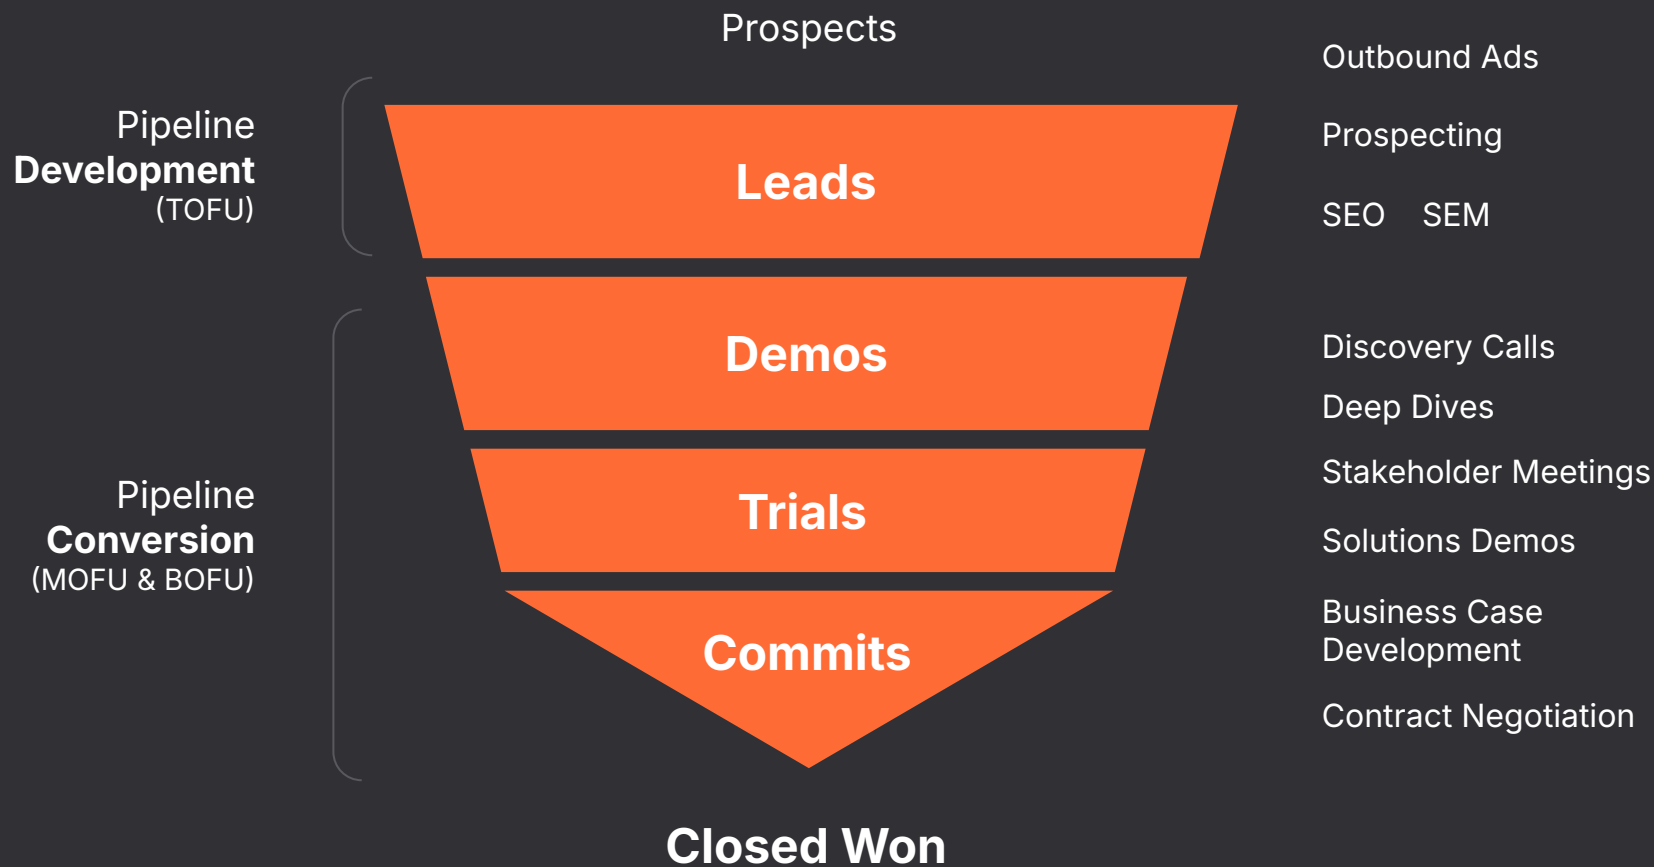 Prospects
Pipeline
Development
(TOFU)
Pipeline
Conversion
(MOFU & BOFU)
Leads
Demos
Trials
Commits
Closed Won
Outbound Ads
Prospecting
SEO SEM
Discovery Calls
Deep Dives
Stakeholder Meetings
Solutions Demos
Business Case
Development
Contract Negotiation